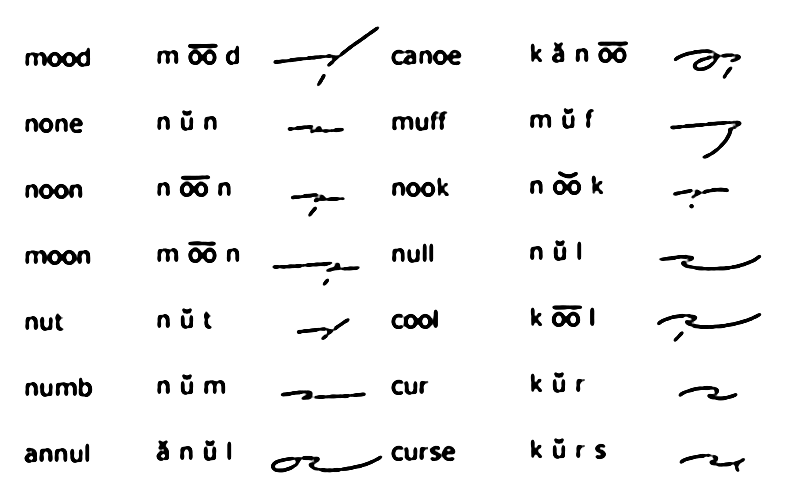 mood m o͞o d canoe k ă n o͞o
none n ŭ n muff m ŭ f
noon n o͞o n nook n o͝o k
moon m o͞o n null n ŭ l
nut n ŭ t cool k o͞o l
numb n ŭ m cur k ŭ r
annul ă n ŭ l curse k ŭ r s